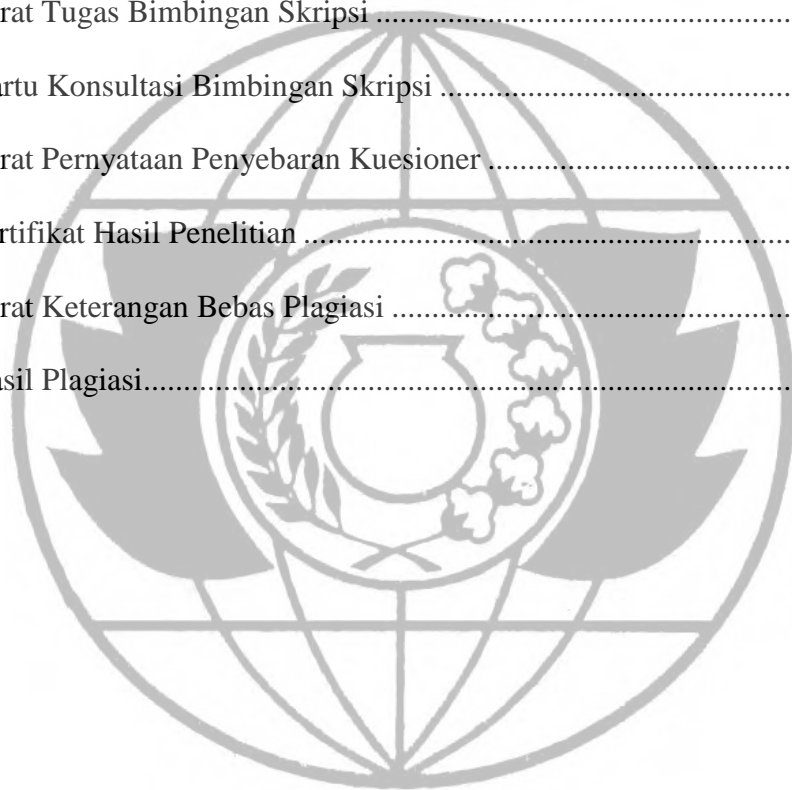 rat Tugas Bimbingan Skripsi ......................................................
artu Konsultasi Bimbingan Skripsi .............................................
rat Pernyataan Penyebaran Kuesioner .......................................
rtifikat Hasil Penelitian ...............................................................
rat Keterangan Bebas Plagiasi ...................................................
asil Plagiasi...................................................................................